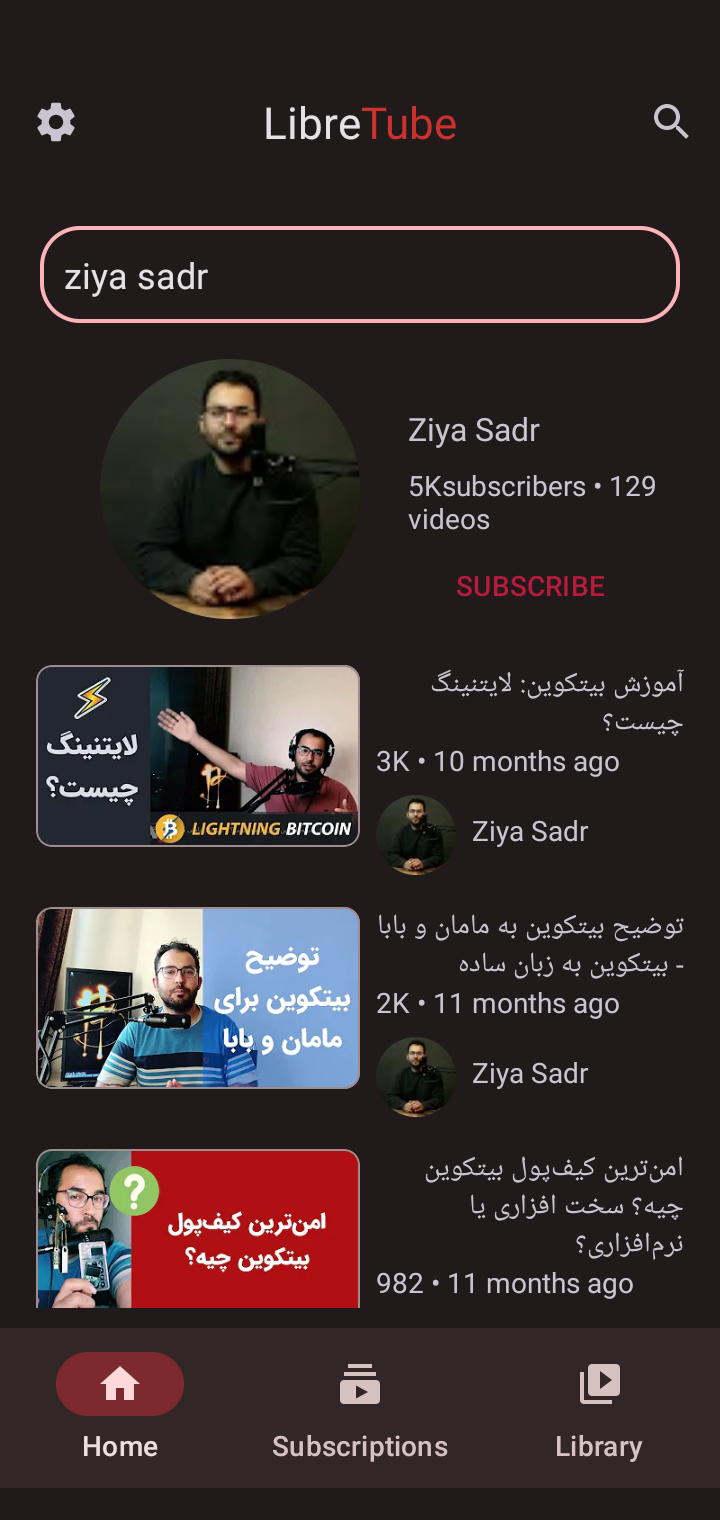 LibreTube
ziya sadr
Ziya Sadr
5Ksubscribers • 129
videos
SUBSCRIBE
لایتنینگ
چیست؟
LIGHTNING BITCOIN
آموزش بیتکوین: لایتنینگ
چیست؟
3K • 10 months ago
Ziya Sadr
توضیح
بیتکوین برای
مامان و بابا
توضیح بیتکوین به مامان و بابا
- بیتکوین به زبان ساده
2K • 11 months ago
Ziya Sadr
?
امن‌ترین کیف‌پول
بیتکوین چیه؟
امن‌ترین کیف‌پول بیتکوین
چیه؟ سخت افزاری یا
نرم‌افزاری؟
982 • 11 months ago
Home
Subscriptions
Library